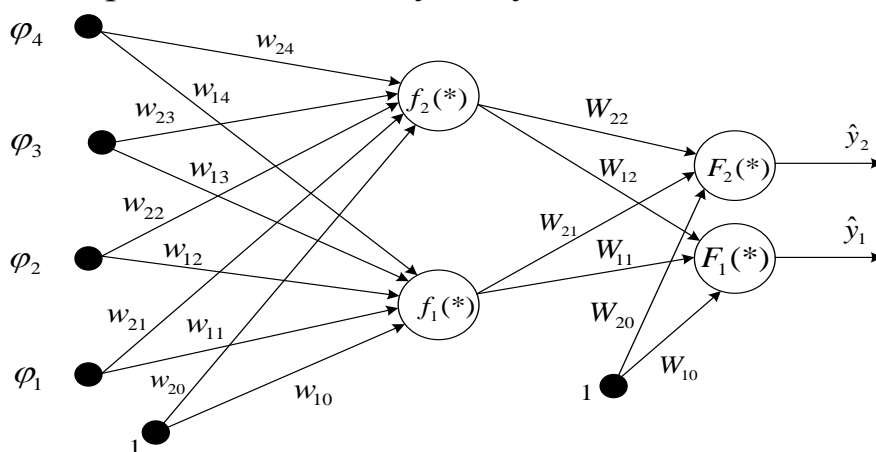 φ₄
w₂₄
w₁₄
f₂(*)
w₂₃
W₂₂
ŷ₂
φ₃
w₁₃
W₁₂
F₂(*)
w₂₂
W₂₁
φ₂
w₁₂
W₁₁
F₁(*)
ŷ₁
f₁(*)
w₂₁
w₁₁
W₂₀
φ₁
w₂₀
w₁₀
W₁₀
1
1